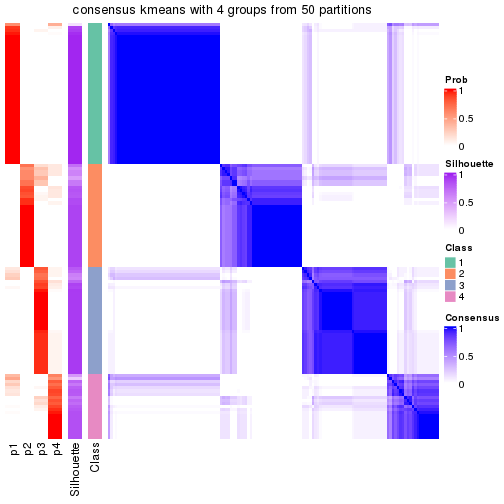 consensus kmeans with 4 groups from 50 partitions
Prob
1
0.5
0
Silhouette
1
0.5
0
Class
1
2
3
4
Consensus
1
0.5
0
p1
p2
p3
p4
Silhouette
Class